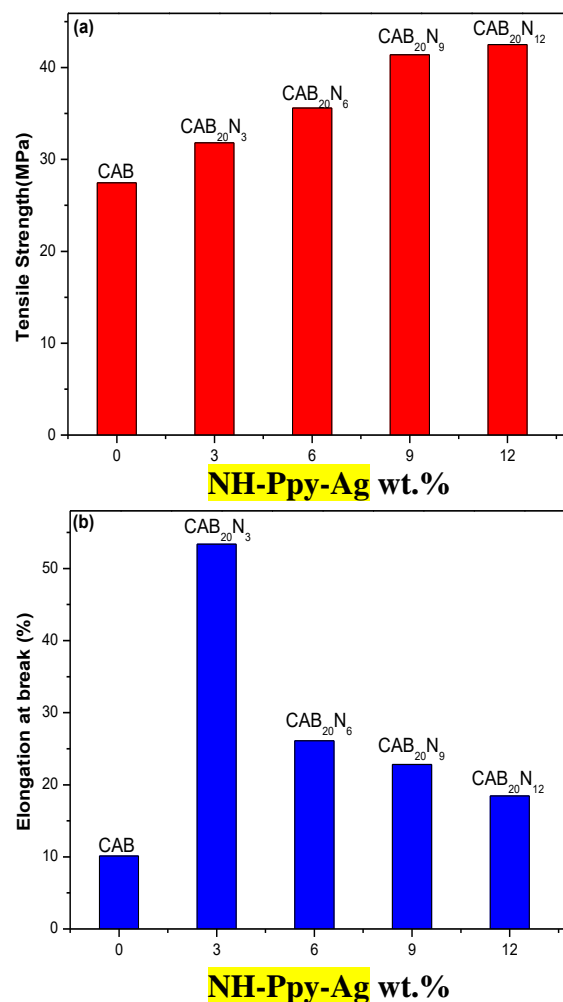 (a)
Tensile Strength(MPa)
40
30
20
10
0
CAB
CAB₂₀N₃
CAB₂₀N₆
CAB₂₀N₉
CAB₂₀N₁₂
0 3 6 9 12
NH-Ppy-Ag wt.%
(b)
Elongation at break (%)
50
40
30
20
10
0
CAB
CAB₂₀N₃
CAB₂₀N₆
CAB₂₀N₉
CAB₂₀N₁₂
0 3 6 9 12
NH-Ppy-Ag wt.%